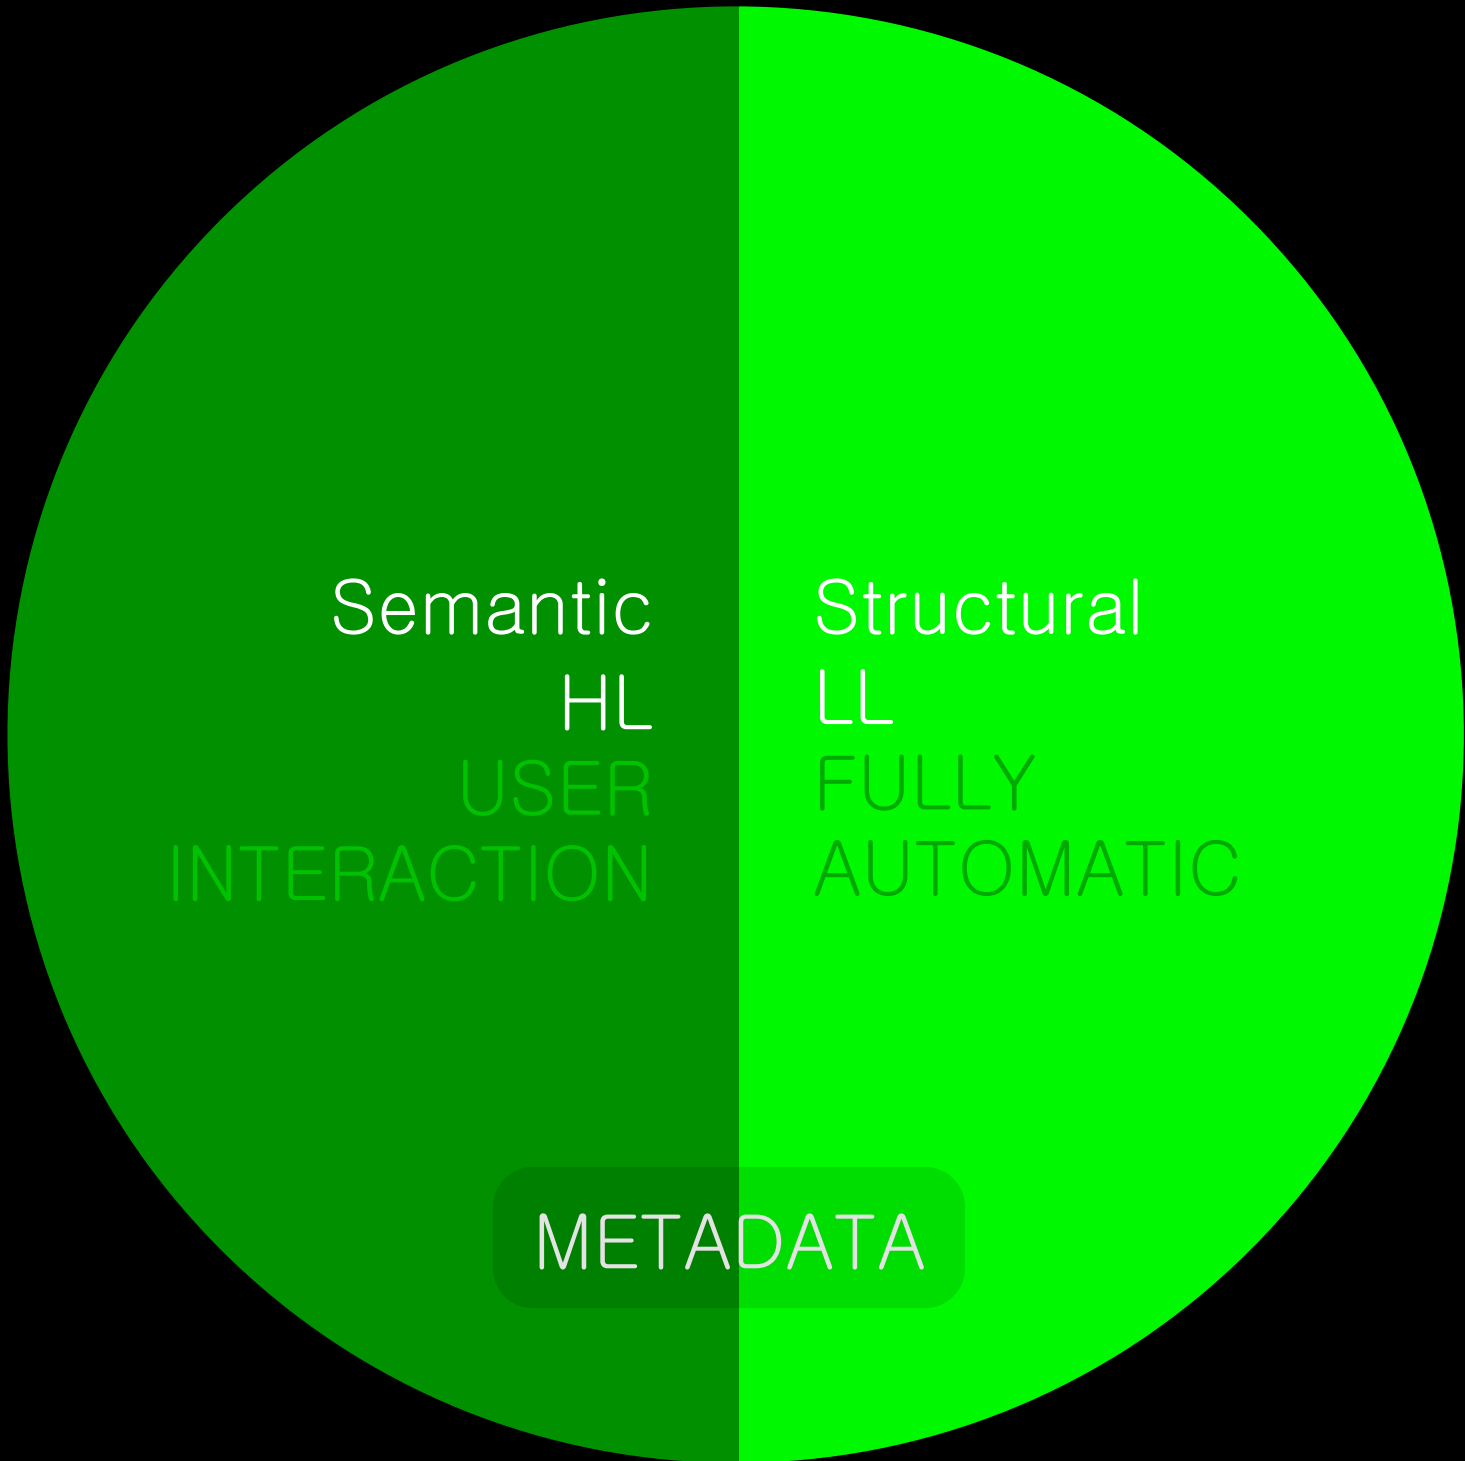 Semantic
HL
USER
INTERACTION
Structural
LL
FULLY
AUTOMATIC
METADATA